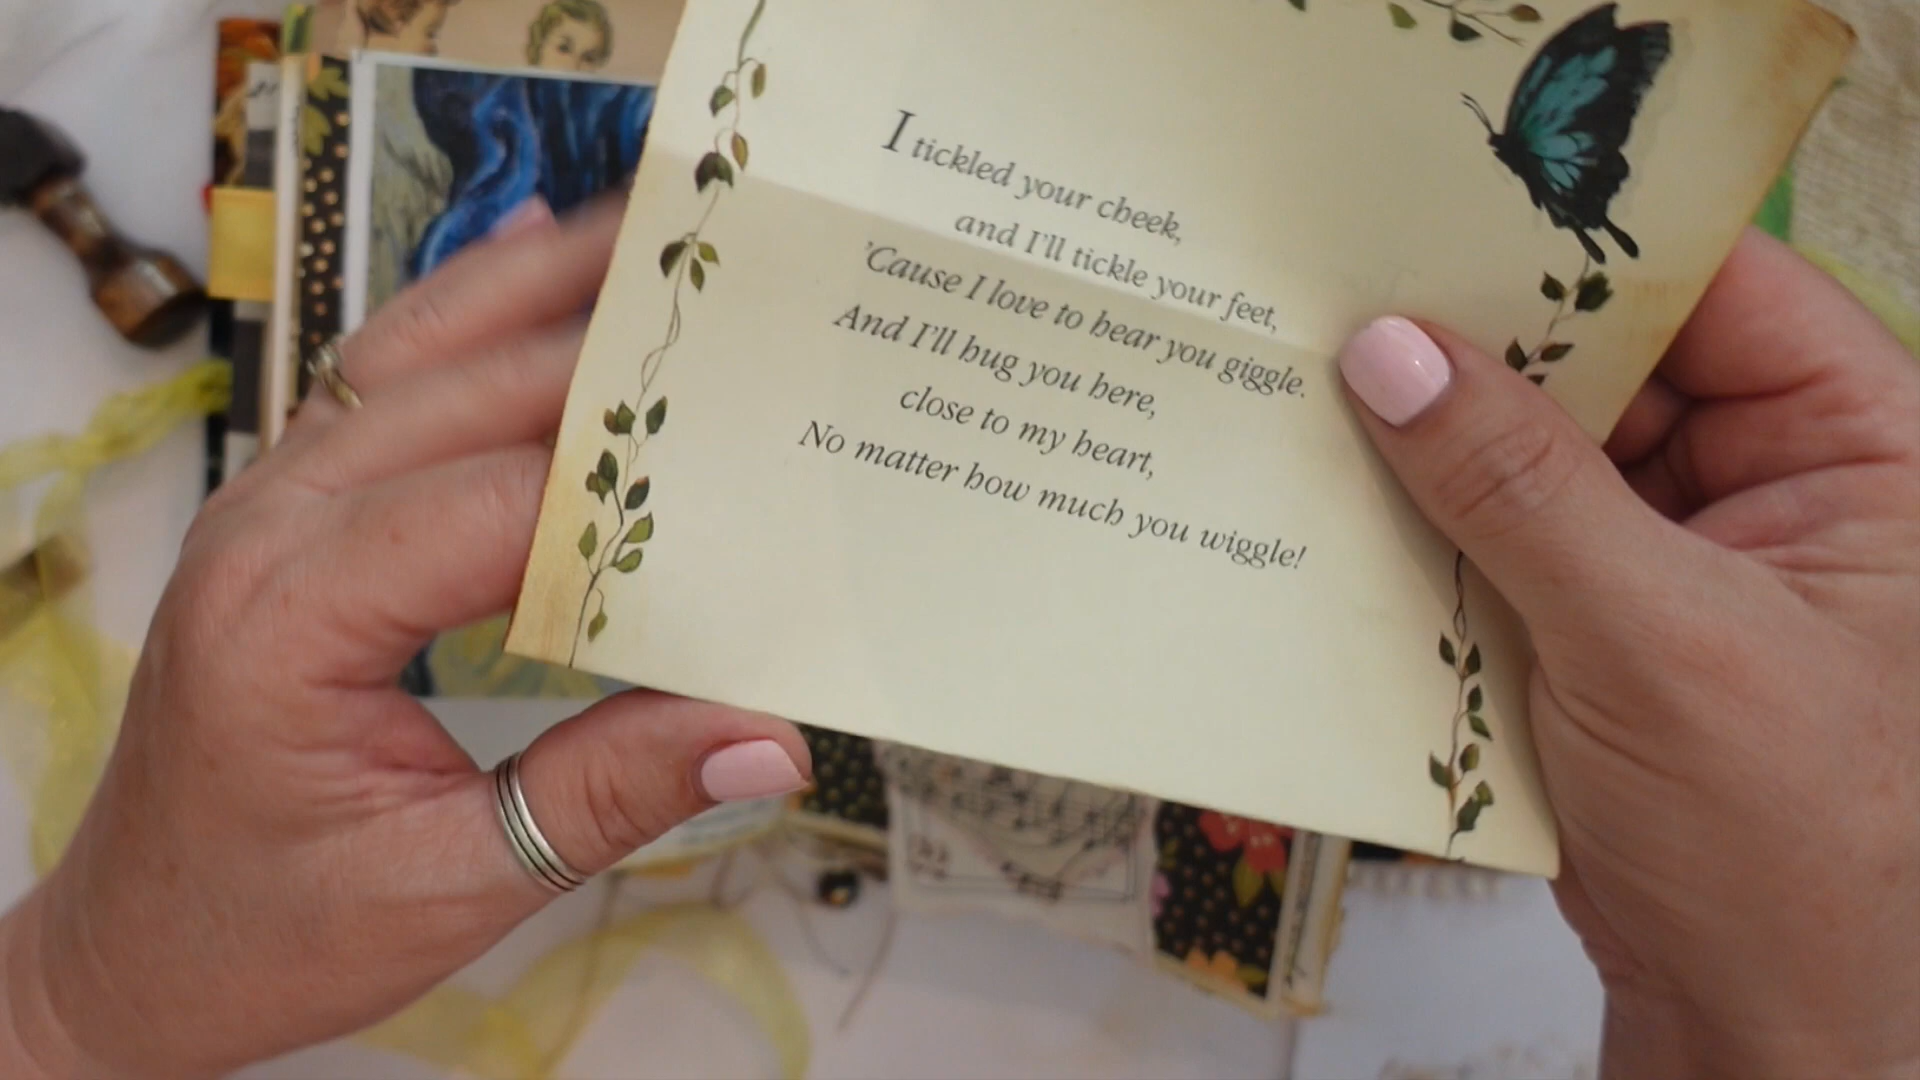 I tickled your cheek,
and I'll tickle your feet,
'Cause I love to hear you giggle.
And I'll hug you here,
close to my heart,
No matter how much you wiggle!